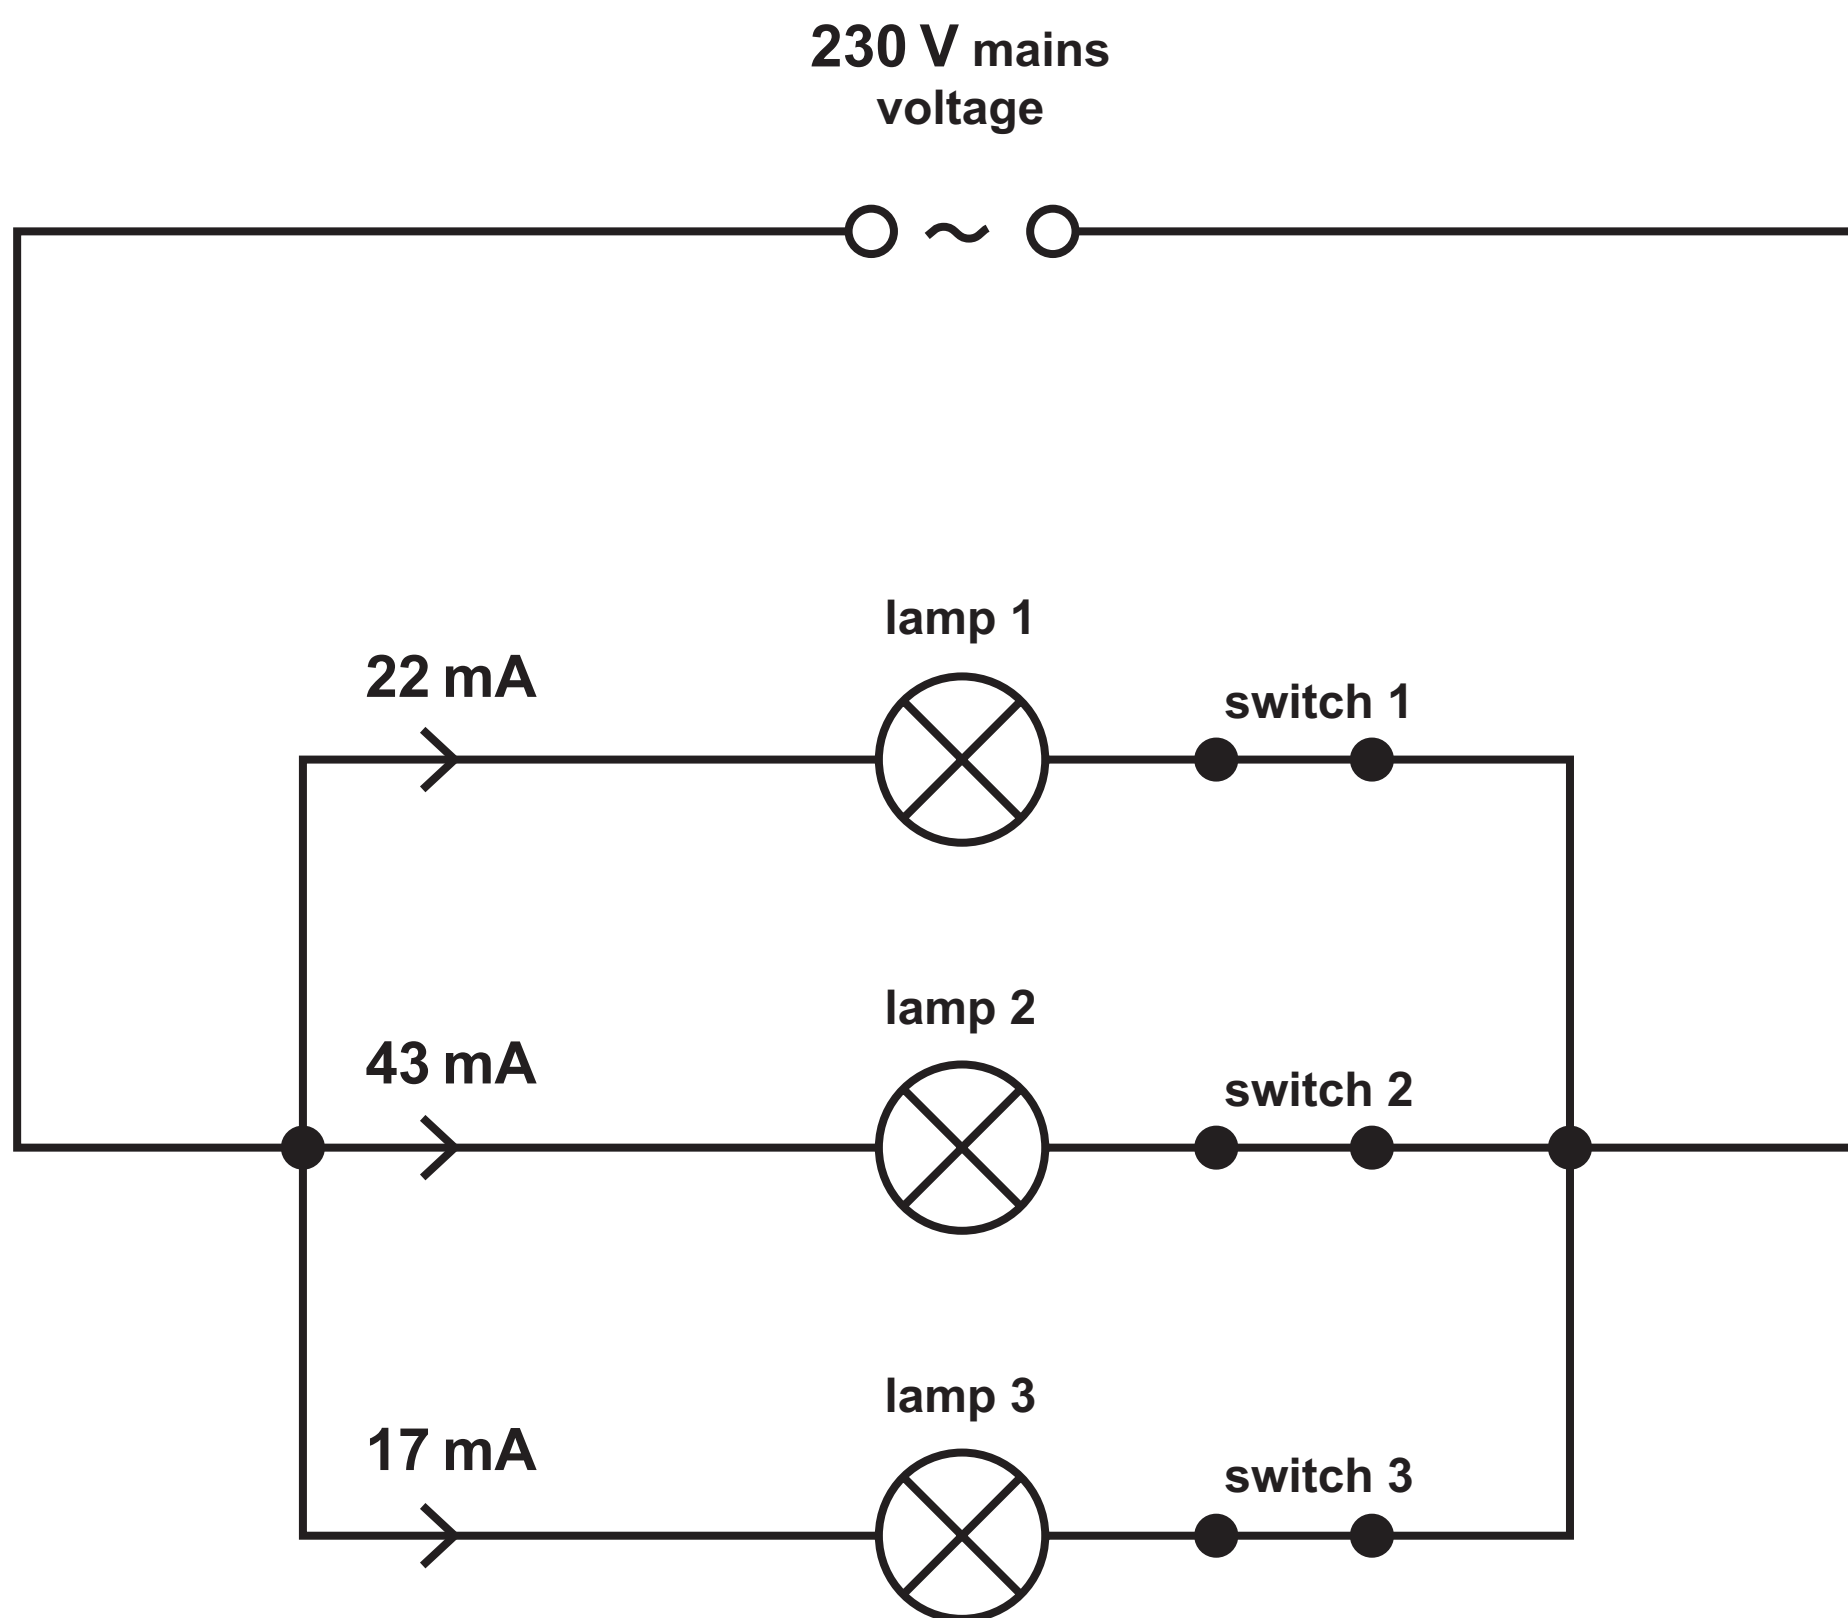 230 V mains
voltage
~
lamp 1
22 mA
switch 1
lamp 2
43 mA
switch 2
lamp 3
17 mA
switch 3